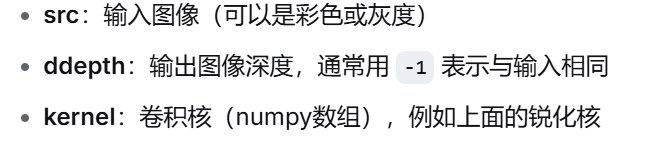 src：输入图像（可以是彩色或灰度）
ddepth：输出图像深度，通常用 -1 表示与输入相同
kernel：卷积核（numpy数组），例如上面的锐化核